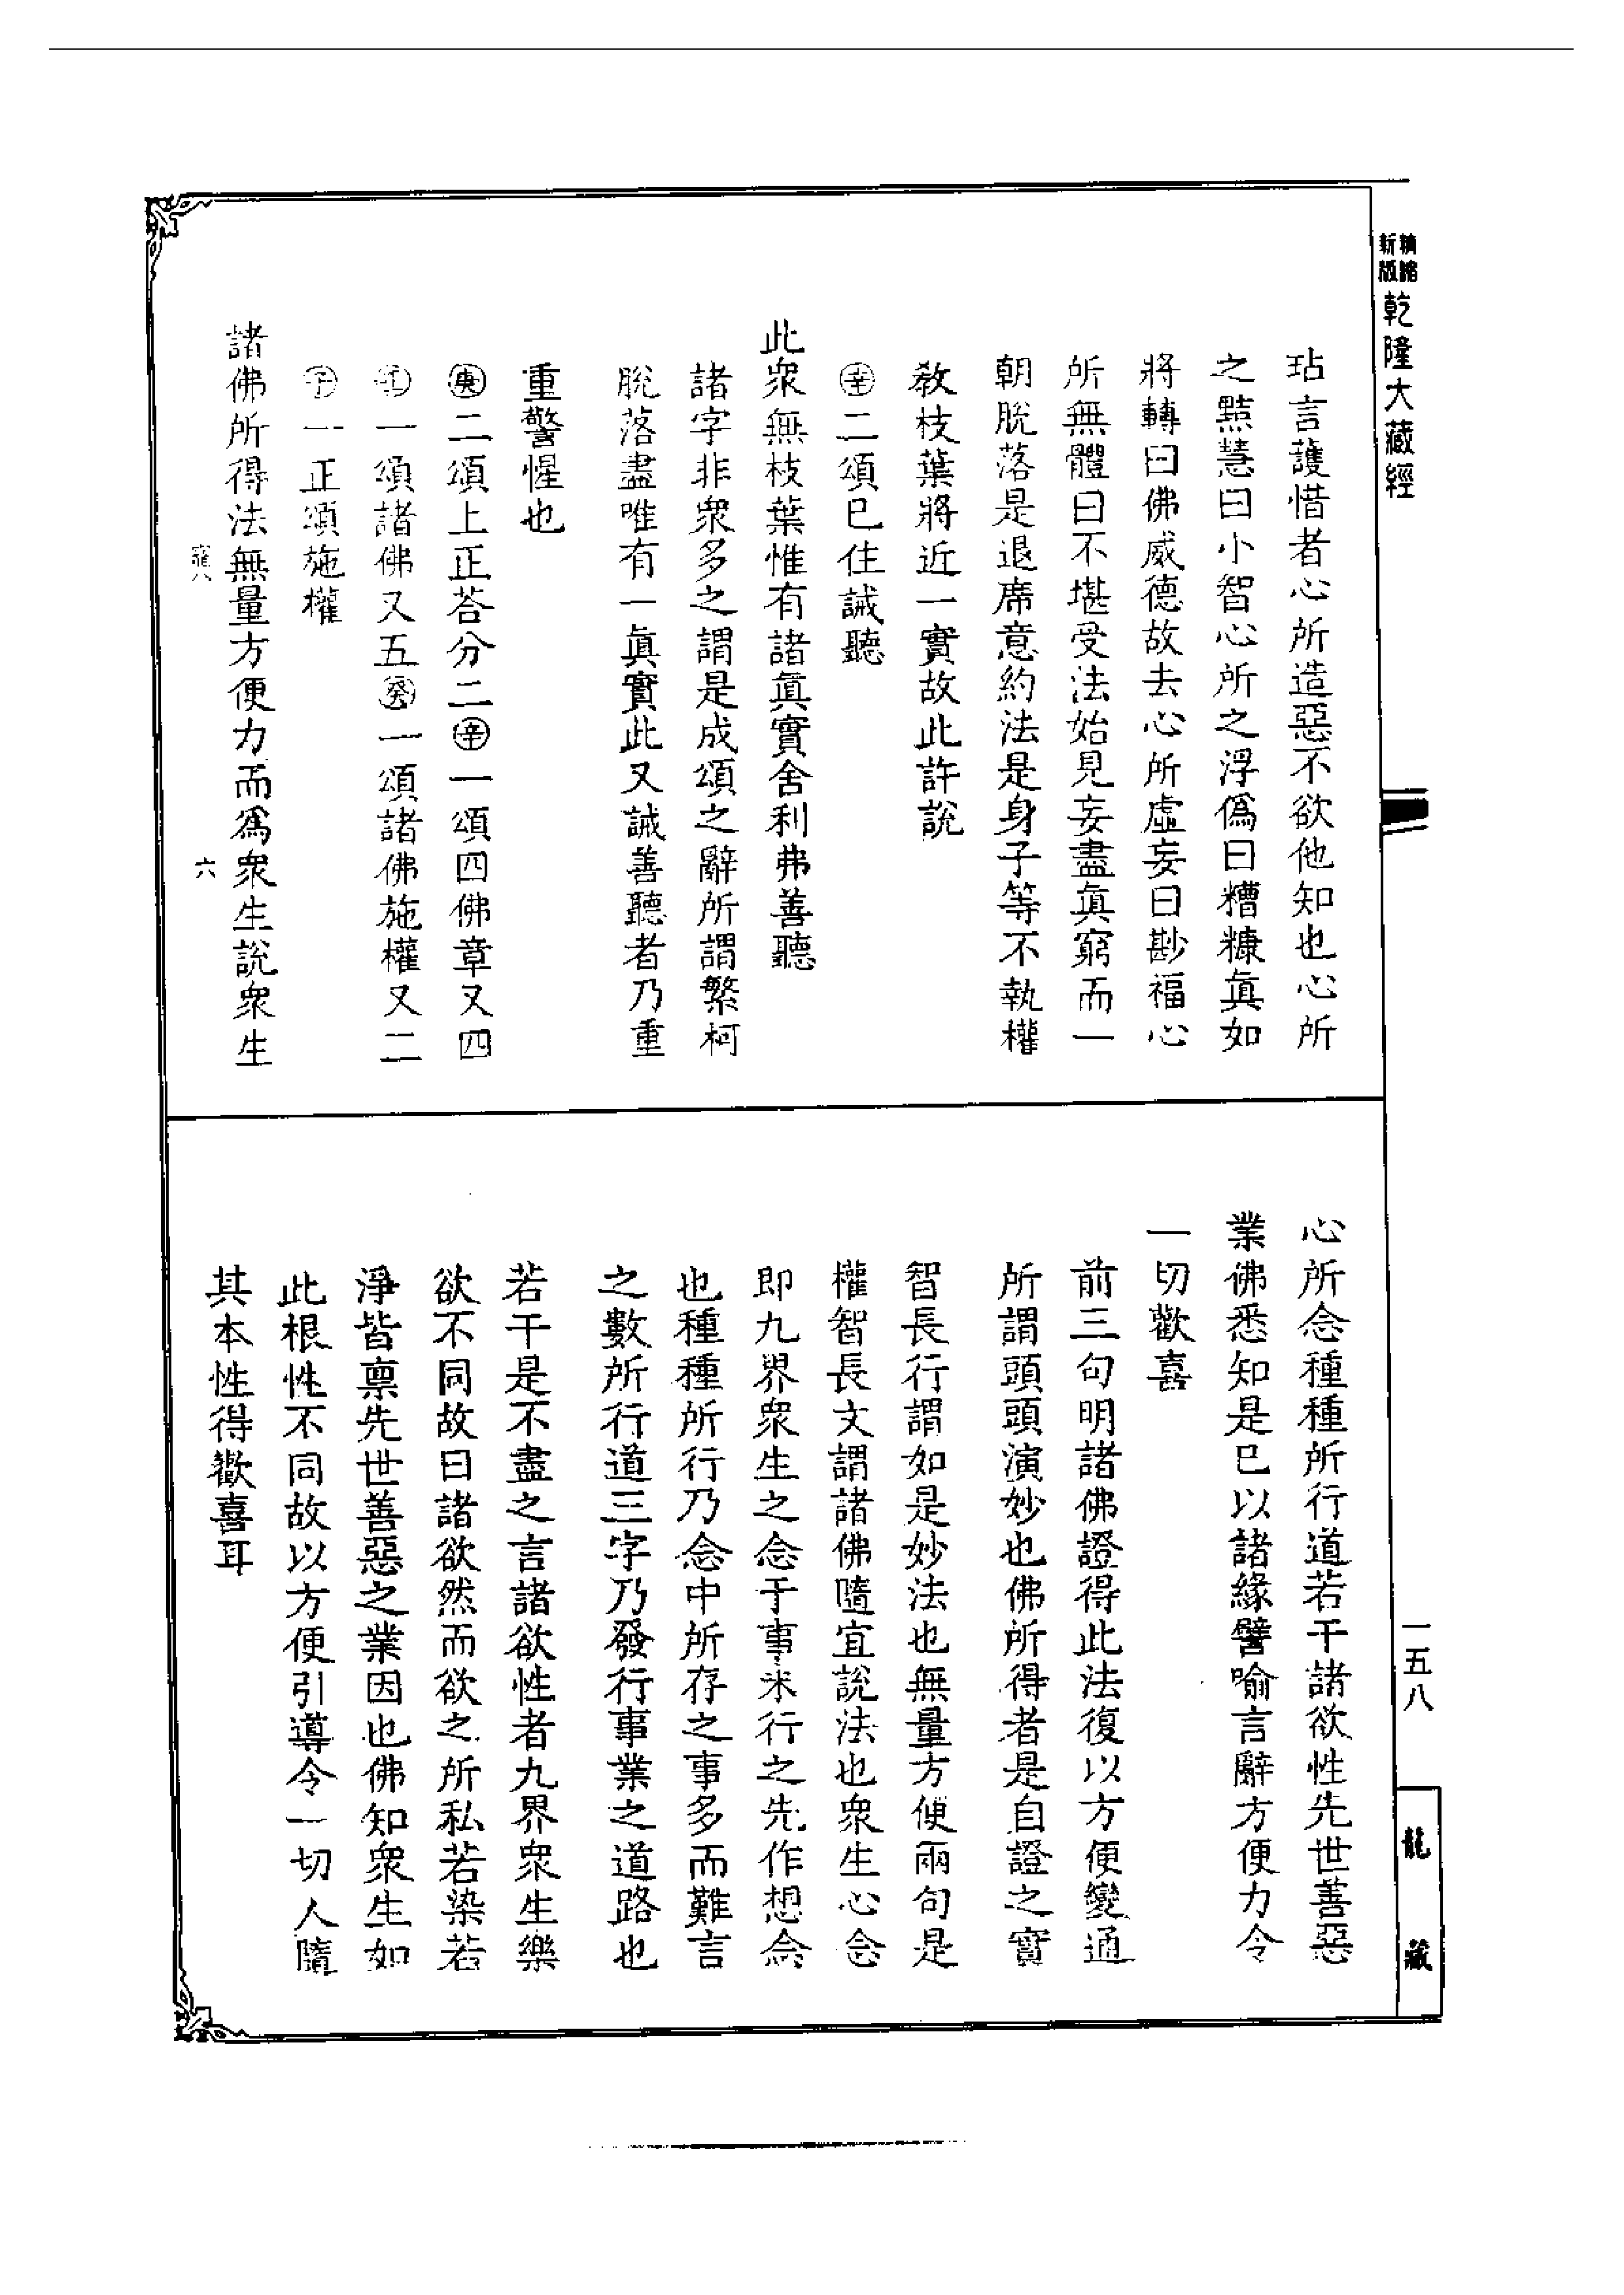 新版
精縮
乾隆大藏經
玷言護惜者心所造惡不欲他知也心所
之黠慧曰小智心所之浮偽曰糟糠眞如
將轉曰佛威德故去心所虛妄曰尠福心
所無體曰不堪受法始見妄盡眞窮而一
朝脫落是退席意約法是身子等不執權
敎枝葉將近一實故此許說
㊛二頌巳住誡聽
此衆無枝葉惟有諸眞實舍利弗善聽
諸字非衆多之謂是成頌之辭所謂繁柯
脫落盡唯有一眞實此又誡善聽者乃重
重警惺也
庚二頌上正荅分二辛一頌四佛章又四
壬一頌諸佛又五癸一頌諸佛施權又二
子一正頌施權
諸佛所得法無量方便力而爲衆生說衆生
六
心所念種種所行道若干諸欲性先世善惡
業佛悉知是巳以諸緣譬喻言辭方便力令
一切歡喜
前三句明諸佛證得此法復以方便變通
所謂頭頭演妙也佛所得者是自證之實
智長行謂如是妙法也無量方便兩句是
權智長文謂諸佛隨宜說法也衆生心念
即九界衆生之念于事未行之先作想念
也種種所行乃念中所存之事多而難言
之數所行道三字乃發行事業之道路也
若干是不盡之言諸欲性者九界衆生樂
欲不同故曰諸欲然而欲之所私若染若
淨皆禀先世善惡之業因也佛知衆生如
此根性不同故以方便引導令一切人隨
其本性得歡喜耳
一五八
龍藏